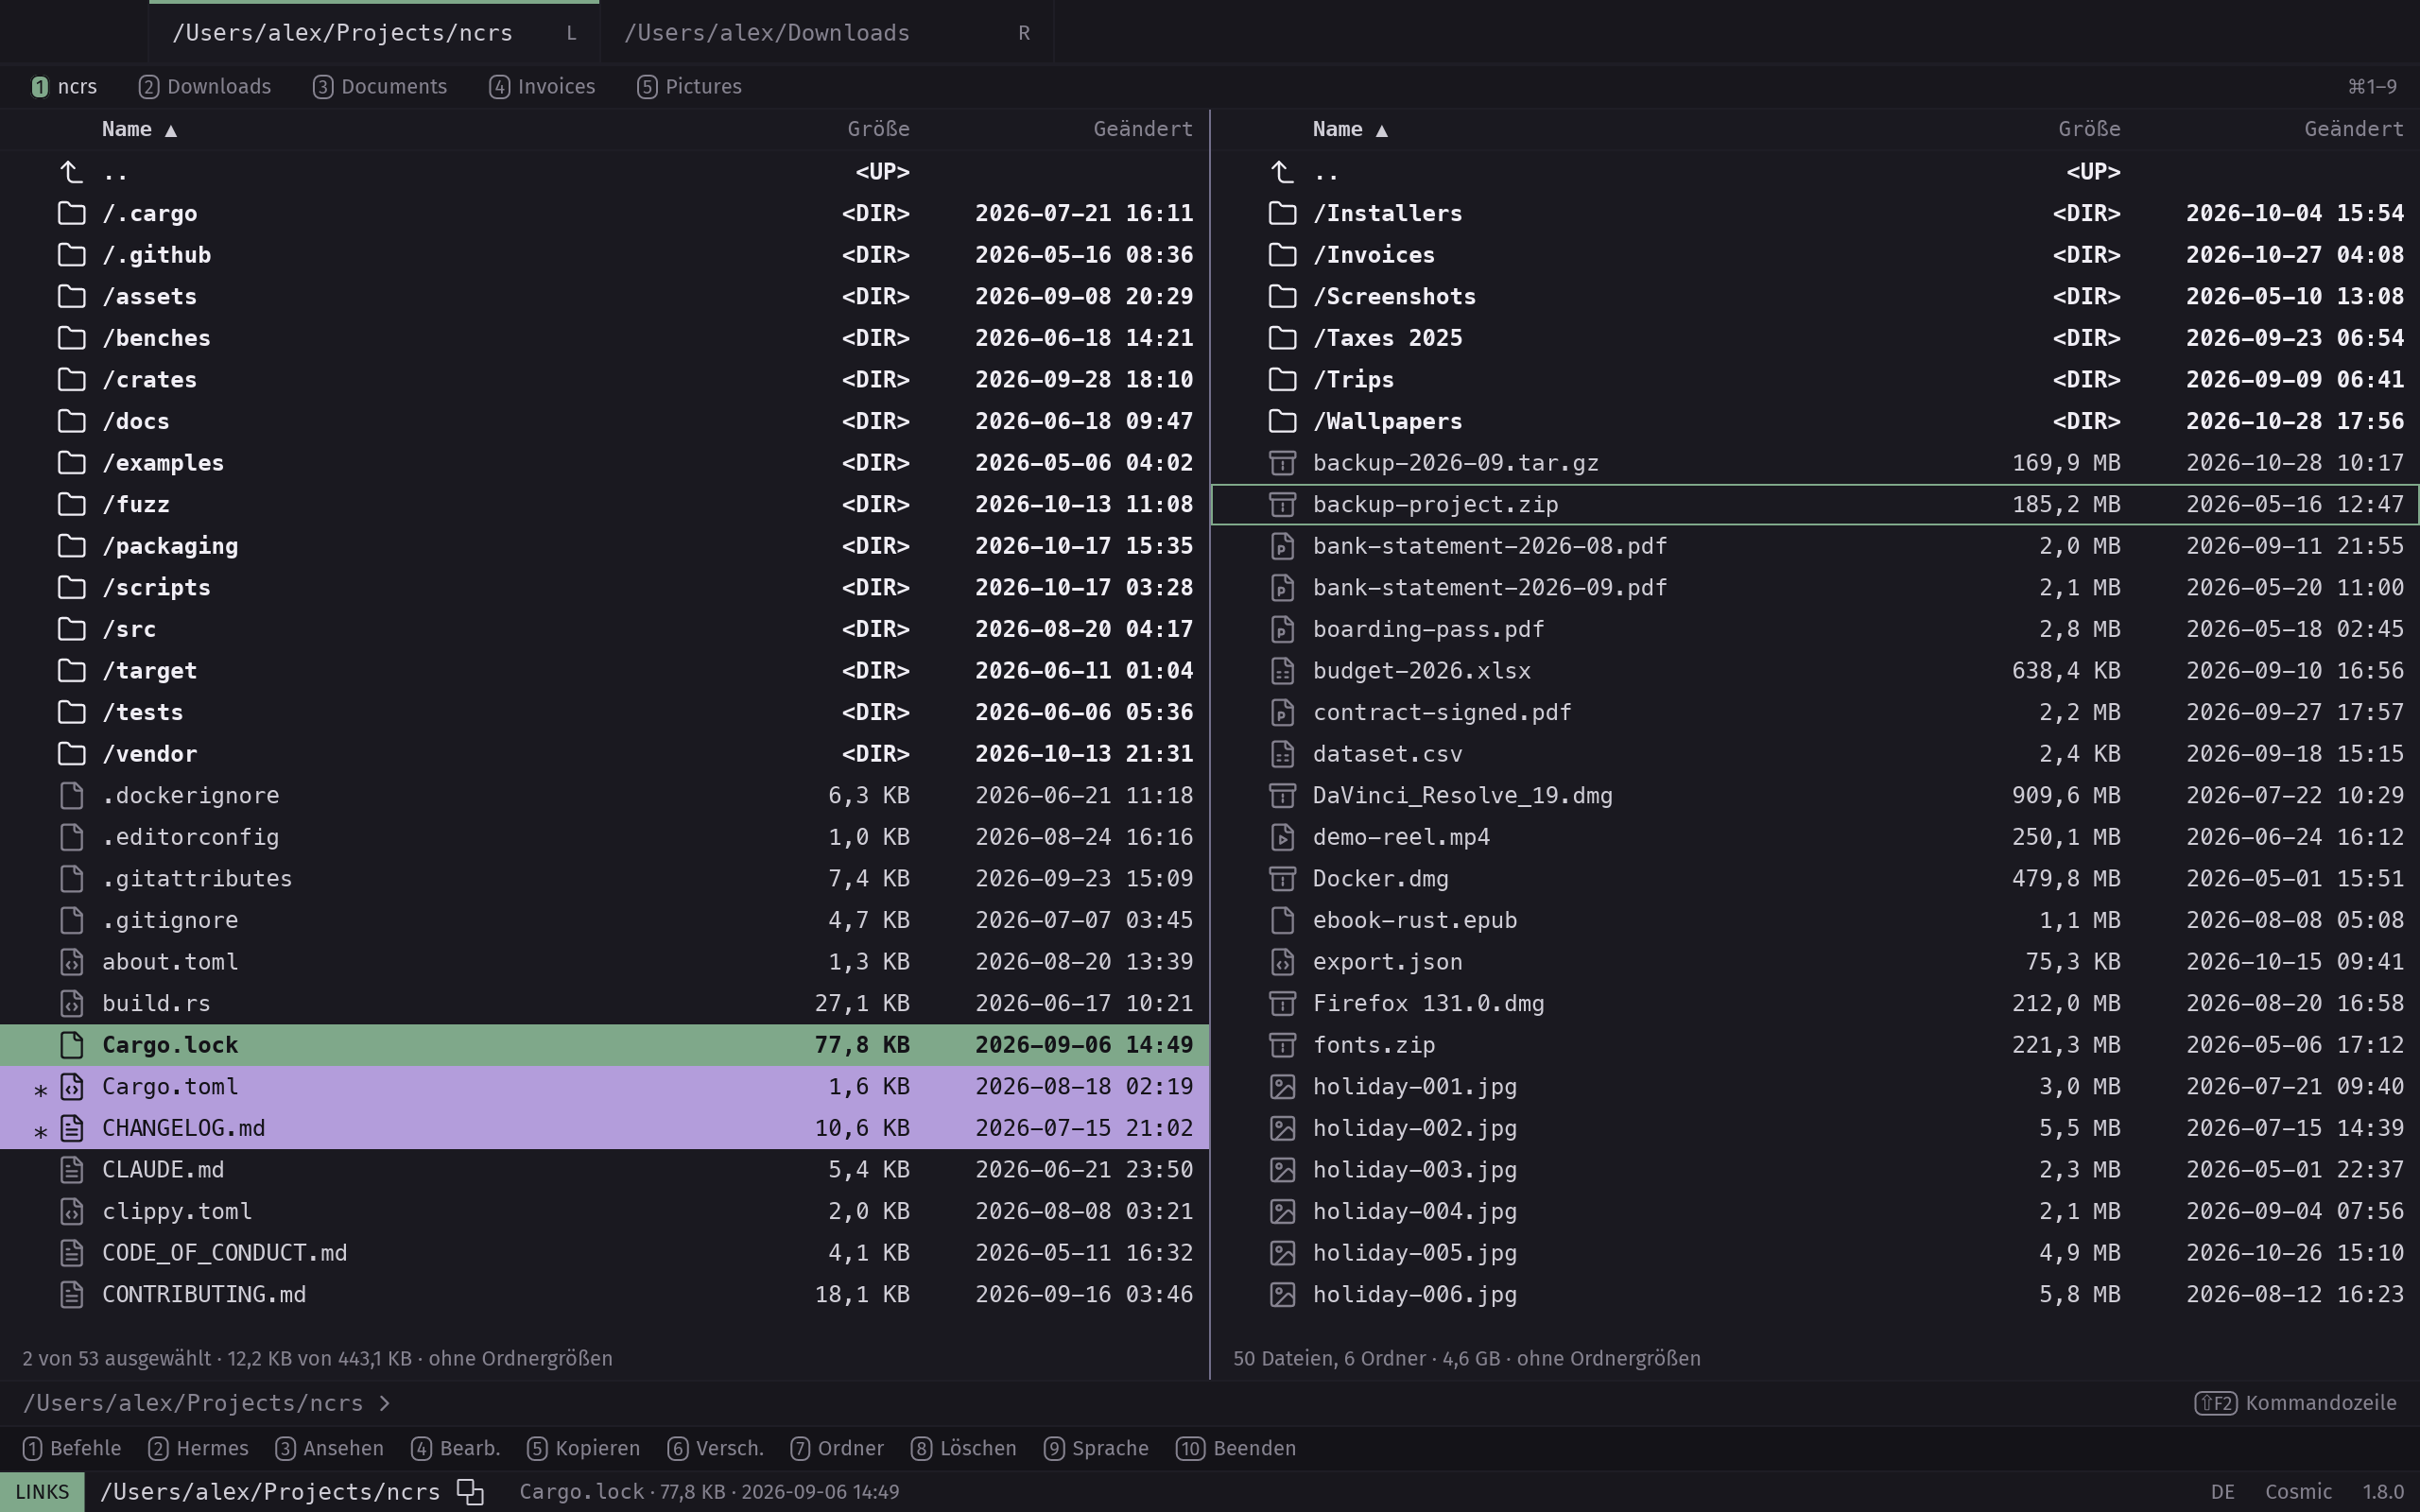 /Users/alex/Projects/ncrs L /Users/alex/Downloads R
1 ncrs 2 Downloads 3 Documents 4 Invoices 5 Pictures ⌘1–9
Name ▲ Größe Geändert
.. <UP>
/.cargo <DIR> 2026-07-21 16:11
/.github <DIR> 2026-05-16 08:36
/assets <DIR> 2026-09-08 20:29
/benches <DIR> 2026-06-18 14:21
/crates <DIR> 2026-09-28 18:10
/docs <DIR> 2026-06-18 09:47
/examples <DIR> 2026-05-06 04:02
/fuzz <DIR> 2026-10-13 11:08
/packaging <DIR> 2026-10-17 15:35
/scripts <DIR> 2026-10-17 03:28
/src <DIR> 2026-08-20 04:17
/target <DIR> 2026-06-11 01:04
/tests <DIR> 2026-06-06 05:36
/vendor <DIR> 2026-10-13 21:31
.dockerignore 6,3 KB 2026-06-21 11:18
.editorconfig 1,0 KB 2026-08-24 16:16
.gitattributes 7,4 KB 2026-09-23 15:09
.gitignore 4,7 KB 2026-07-07 03:45
about.toml 1,3 KB 2026-08-20 13:39
build.rs 27,1 KB 2026-06-17 10:21
Cargo.lock 77,8 KB 2026-09-06 14:49
* Cargo.toml 1,6 KB 2026-08-18 02:19
* CHANGELOG.md 10,6 KB 2026-07-15 21:02
CLAUDE.md 5,4 KB 2026-06-21 23:50
clippy.toml 2,0 KB 2026-08-08 03:21
CODE_OF_CONDUCT.md 4,1 KB 2026-05-11 16:32
CONTRIBUTING.md 18,1 KB 2026-09-16 03:46
2 von 53 ausgewählt · 12,2 KB von 443,1 KB · ohne Ordnergrößen
Name ▲ Größe Geändert
.. <UP>
/Installers <DIR> 2026-10-04 15:54
/Invoices <DIR> 2026-10-27 04:08
/Screenshots <DIR> 2026-05-10 13:08
/Taxes 2025 <DIR> 2026-09-23 06:54
/Trips <DIR> 2026-09-09 06:41
/Wallpapers <DIR> 2026-10-28 17:56
backup-2026-09.tar.gz 169,9 MB 2026-10-28 10:17
backup-project.zip 185,2 MB 2026-05-16 12:47
bank-statement-2026-08.pdf 2,0 MB 2026-09-11 21:55
bank-statement-2026-09.pdf 2,1 MB 2026-05-20 11:00
boarding-pass.pdf 2,8 MB 2026-05-18 02:45
budget-2026.xlsx 638,4 KB 2026-09-10 16:56
contract-signed.pdf 2,2 MB 2026-09-27 17:57
dataset.csv 2,4 KB 2026-09-18 15:15
DaVinci_Resolve_19.dmg 909,6 MB 2026-07-22 10:29
demo-reel.mp4 250,1 MB 2026-06-24 16:12
Docker.dmg 479,8 MB 2026-05-01 15:51
ebook-rust.epub 1,1 MB 2026-08-08 05:08
export.json 75,3 KB 2026-10-15 09:41
Firefox 131.0.dmg 212,0 MB 2026-08-20 16:58
fonts.zip 221,3 MB 2026-05-06 17:12
holiday-001.jpg 3,0 MB 2026-07-21 09:40
holiday-002.jpg 5,5 MB 2026-07-15 14:39
holiday-003.jpg 2,3 MB 2026-05-01 22:37
holiday-004.jpg 2,1 MB 2026-09-04 07:56
holiday-005.jpg 4,9 MB 2026-10-26 15:10
holiday-006.jpg 5,8 MB 2026-08-12 16:23
50 Dateien, 6 Ordner · 4,6 GB · ohne Ordnergrößen
/Users/alex/Projects/ncrs > ⇧F2 Kommandozeile
1 Befehle 2 Hermes 3 Ansehen 4 Bearb. 5 Kopieren 6 Versch. 7 Ordner 8 Löschen 9 Sprache 10 Beenden
LINKS /Users/alex/Projects/ncrs Cargo.lock · 77,8 KB · 2026-09-06 14:49 DE Cosmic 1.8.0